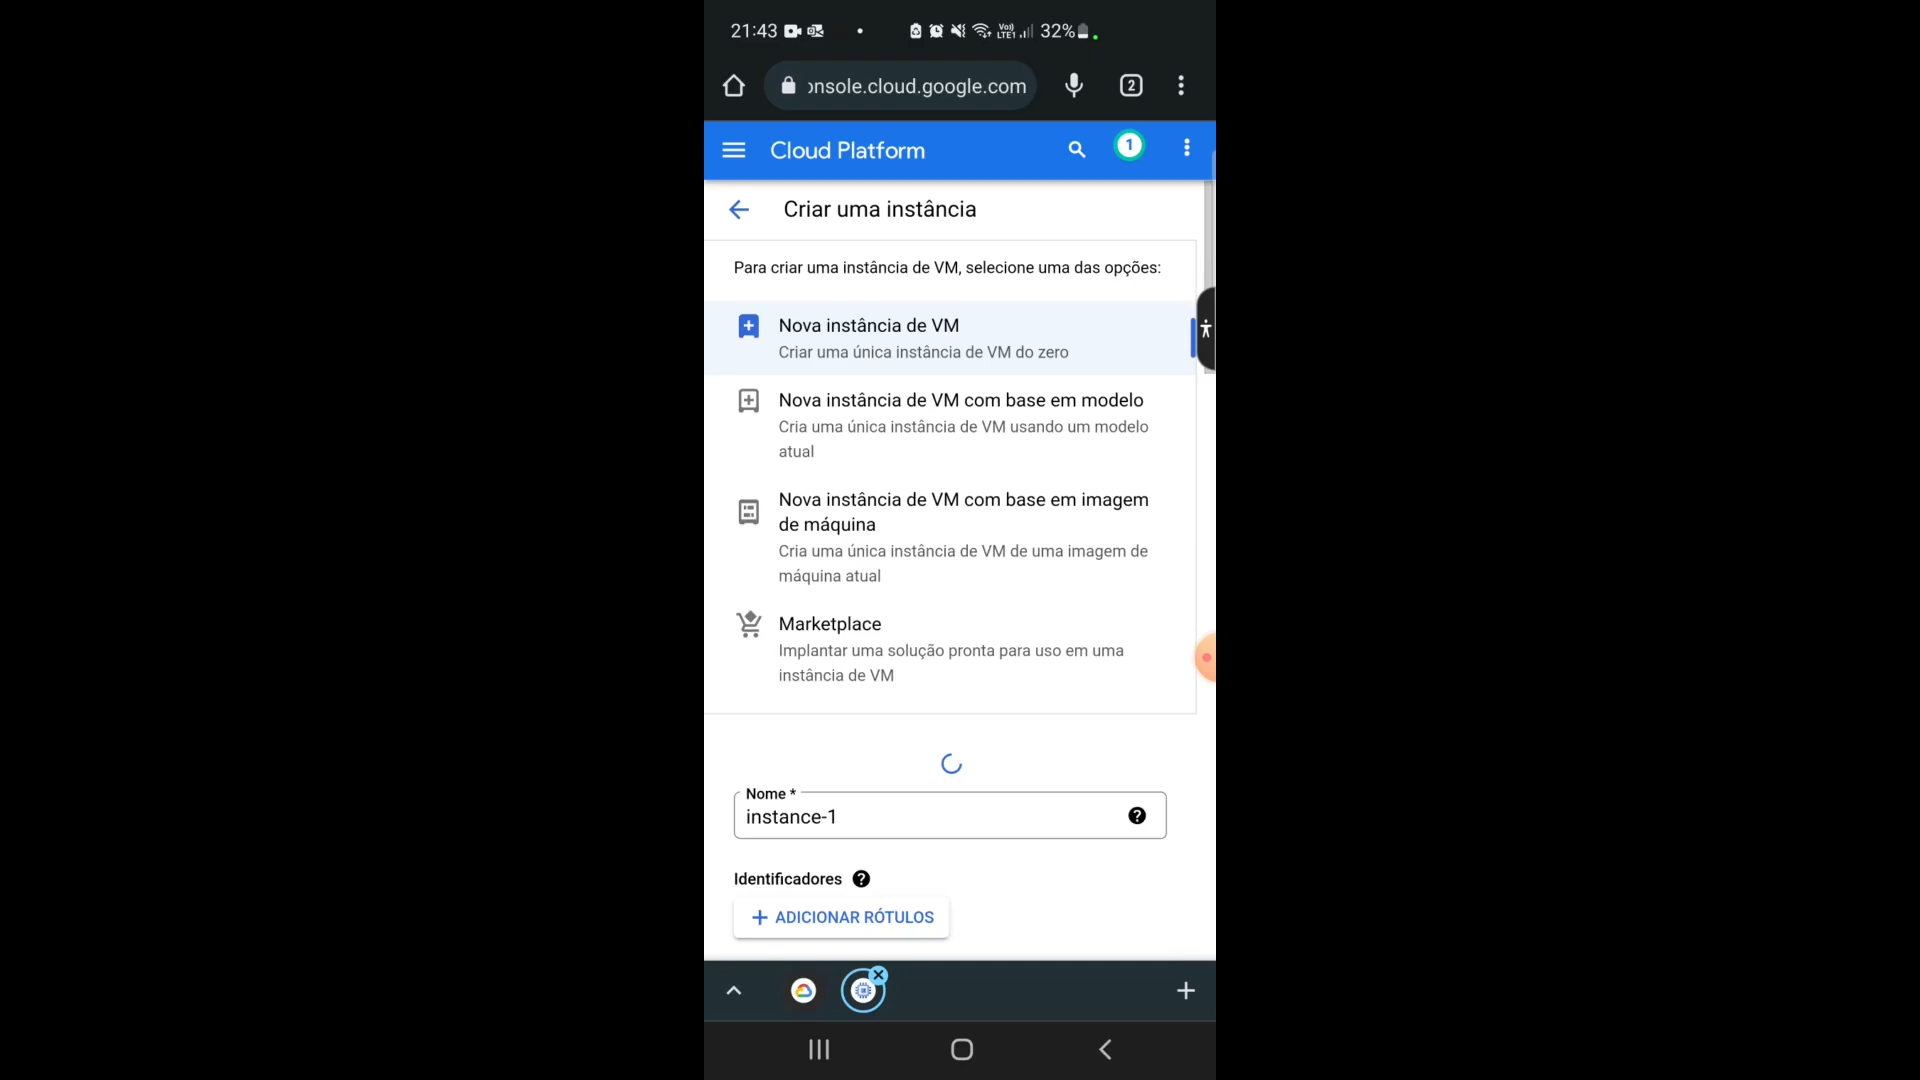 21:43 Vo)) LTE1 32%
onsole.cloud.google.com 2
Cloud Platform 1
Criar uma instância
Para criar uma instância de VM, selecione uma das opções:
Nova instância de VM
Criar uma única instância de VM do zero
Nova instância de VM com base em modelo
Cria uma única instância de VM usando um modelo
atual
Nova instância de VM com base em imagem
de máquina
Cria uma única instância de VM de uma imagem de
máquina atual
Marketplace
Implantar uma solução pronta para uso em uma
instância de VM
Nome *
instance-1
Identificadores
+ ADICIONAR RÓTULOS